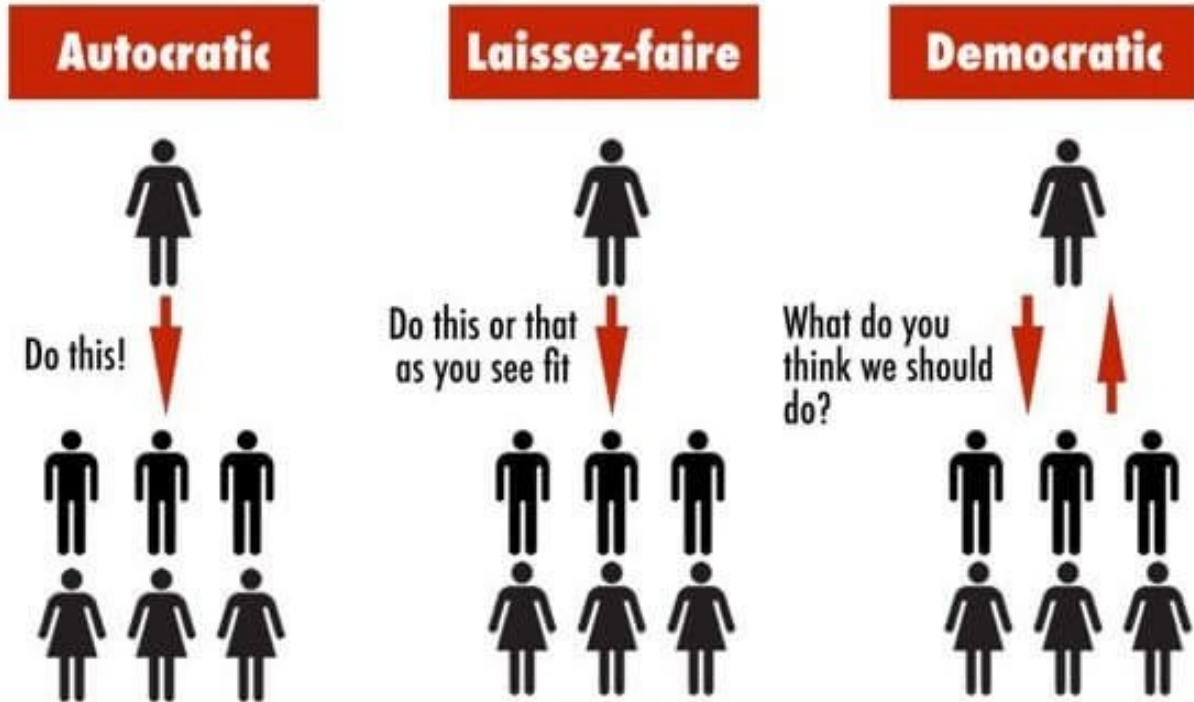 Autocratic
Laissez-faire
Democratic
Do this!
Do this or that
as you see fit
What do you
think we should
do?